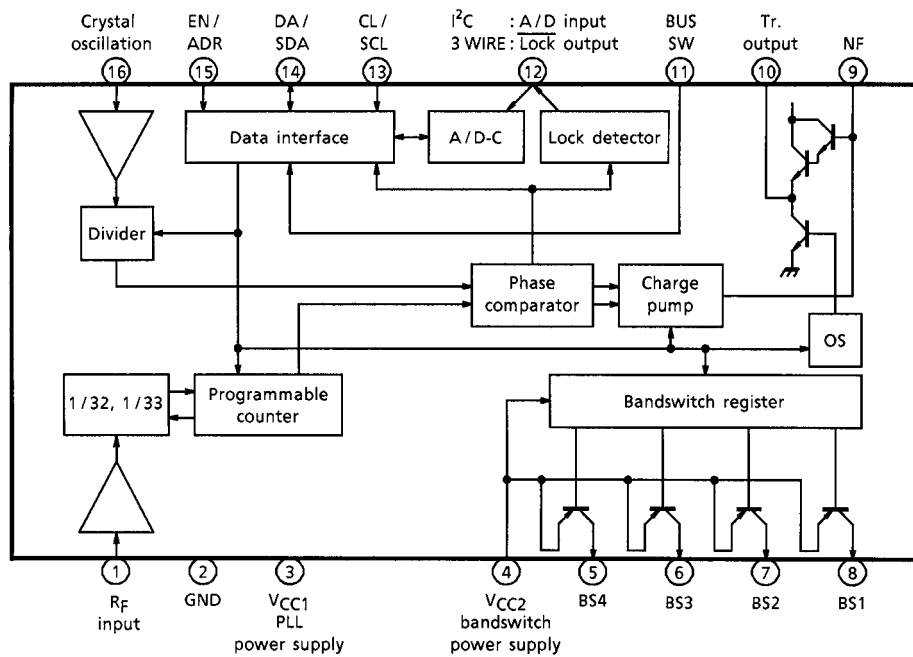 Crystal
oscillation
EN /
ADR
DA /
SDA
CL /
SCL
I²C : A / D input
3 WIRE : Lock output
BUS
SW
Tr.
output
NF
16
15
14
13
12
11
10
9
Data interface
A / D-C
Lock detector
Divider
Phase
comparator
Charge
pump
OS
1 / 32, 1 / 33
Programmable
counter
Bandswitch register
1
2
3
4
5
6
7
8
RF
input
GND
VCC1
PLL
power supply
VCC2
bandswitch
power supply
BS4
BS3
BS2
BS1